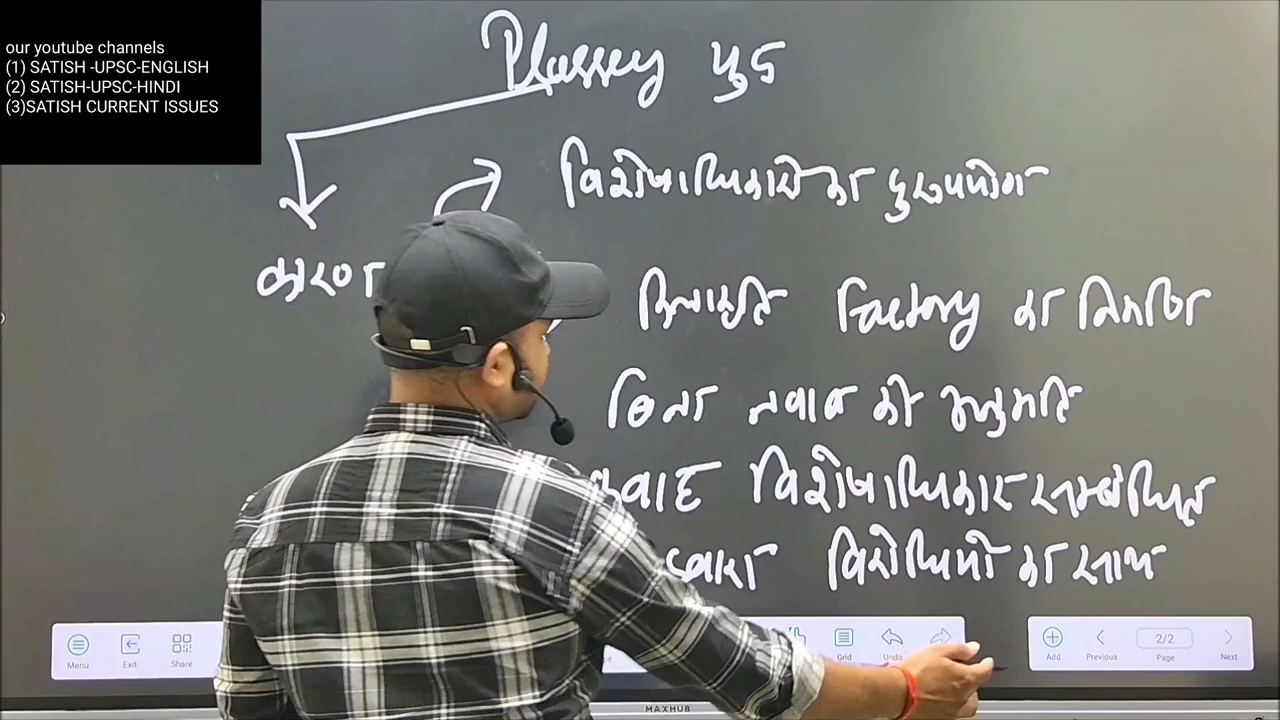 our youtube channels
(1) SATISH -UPSC-ENGLISH
(2) SATISH-UPSC-HINDI
(3)SATISH CURRENT ISSUES
Plassey युद्ध
विशेषाधिकारो का दुरुपयोग
कारण
Factory का निर्माण
बिना नवाब की अनुमति
विशेषाधिकार सम्बंधित
विरोधियो का साथ
Menu
Exit
Share
Grid
Undo
Add
Previous
2/2
Page
Next
MAXHUB